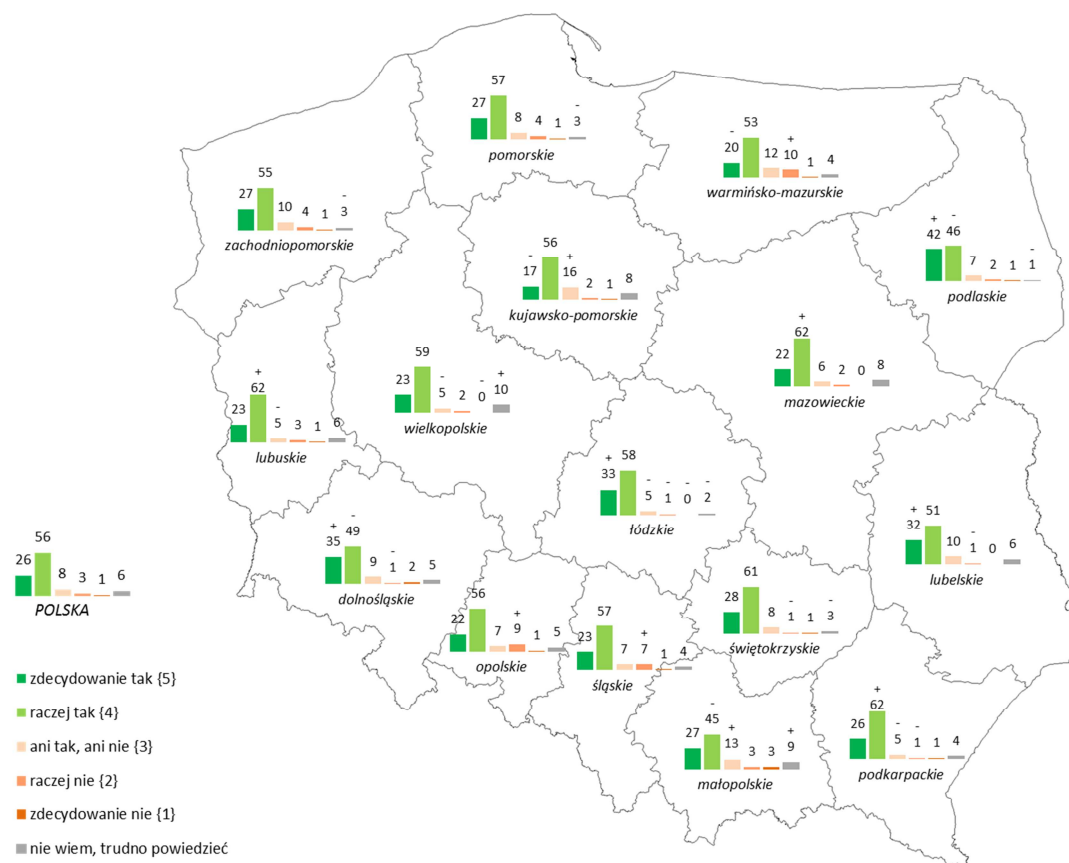 57
27 8 4 1 - 3
pomorskie
- 20 53 12 + 10 1 4
warmińsko-mazurskie
27 55 10 4 1 - 3
zachodniopomorskie
+ 42 - 46 7 2 1 - 1
podlaskie
- 17 56 + 16 2 1 8
kujawsko-pomorskie
22 + 62 6 2 0 8
mazowieckie
23 59 - 5 2 - 0 + 10
wielkopolskie
23 + 62 - 5 3 1 6
lubuskie
+ 33 58 - 5 - 1 - 0 - 2
łódzkie
+ 32 51 10 - 1 0 6
lubelskie
+ 35 - 49 9 - 1 2 5
dolnośląskie
26 56 8 3 1 6
POLSKA
22 56 7 + 9 1 5
opolskie
23 57 7 + 7 1 4
śląskie
28 61 8 - 1 1 - 3
świętokrzyskie
27 - 45 + 13 3 3 + 9
małopolskie
26 + 62 - 5 - 1 1 4
podkarpackie
zdecydowanie tak {5}
raczej tak {4}
ani tak, ani nie {3}
raczej nie {2}
zdecydowanie nie {1}
nie wiem, trudno powiedzieć